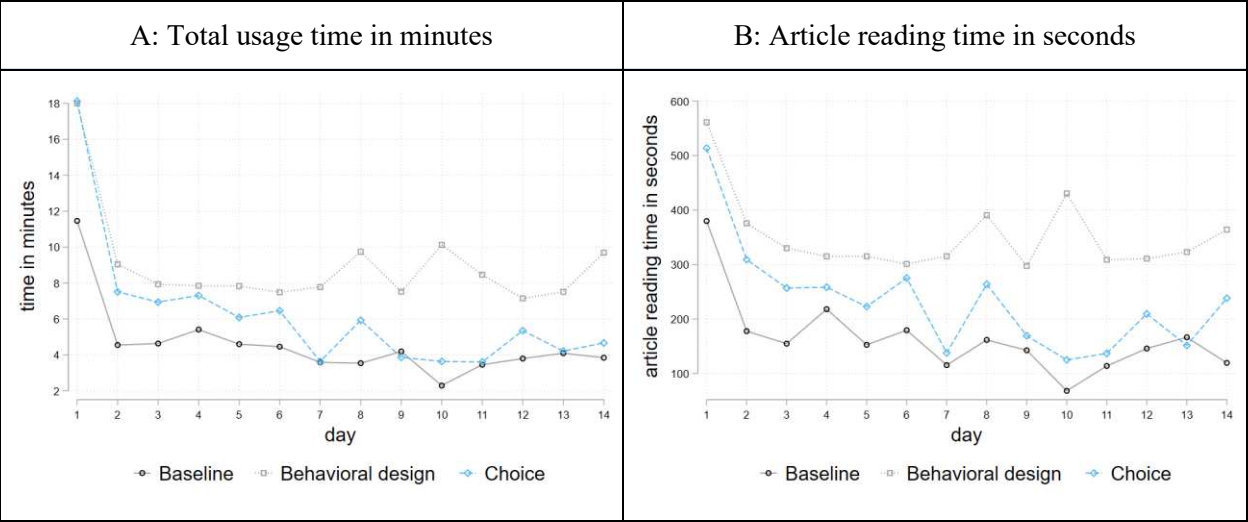 A: Total usage time in minutes
B: Article reading time in seconds
time in minutes
18
16
14
12
10
8
6
4
2
1 2 3 4 5 6 7 8 9 10 11 12 13 14
day
Baseline Behavioral design Choice
article reading time in seconds
600
500
400
300
200
100
1 2 3 4 5 6 7 8 9 10 11 12 13 14
day
Baseline Behavioral design Choice